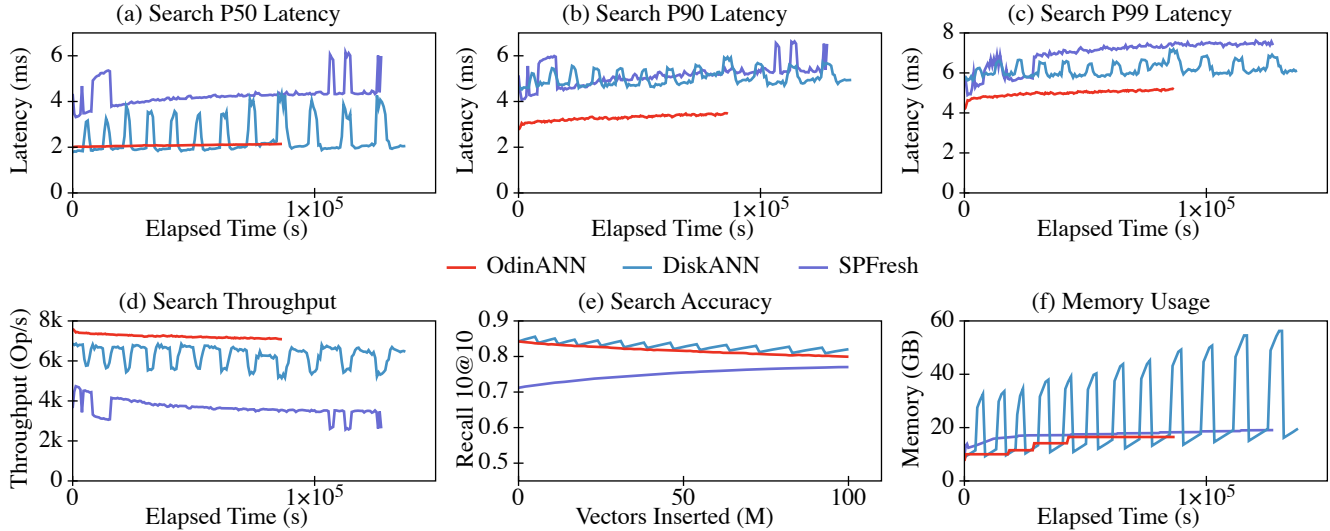 (a) Search P50 Latency
Latency (ms)
6
4
2
0
0
1×10⁵
Elapsed Time (s)
(b) Search P90 Latency
Latency (ms)
6
4
2
0
0
1×10⁵
Elapsed Time (s)
(c) Search P99 Latency
Latency (ms)
8
6
4
2
0
0
1×10⁵
Elapsed Time (s)
OdinANN DiskANN SPFresh
(d) Search Throughput
Throughput (Op/s)
8k
6k
4k
2k
0
0
1×10⁵
Elapsed Time (s)
(e) Search Accuracy
Recall 10@10
0.9
0.8
0.7
0.6
0.5
0
50
100
Vectors Inserted (M)
(f) Memory Usage
Memory (GB)
60
40
20
0
0
1×10⁵
Elapsed Time (s)